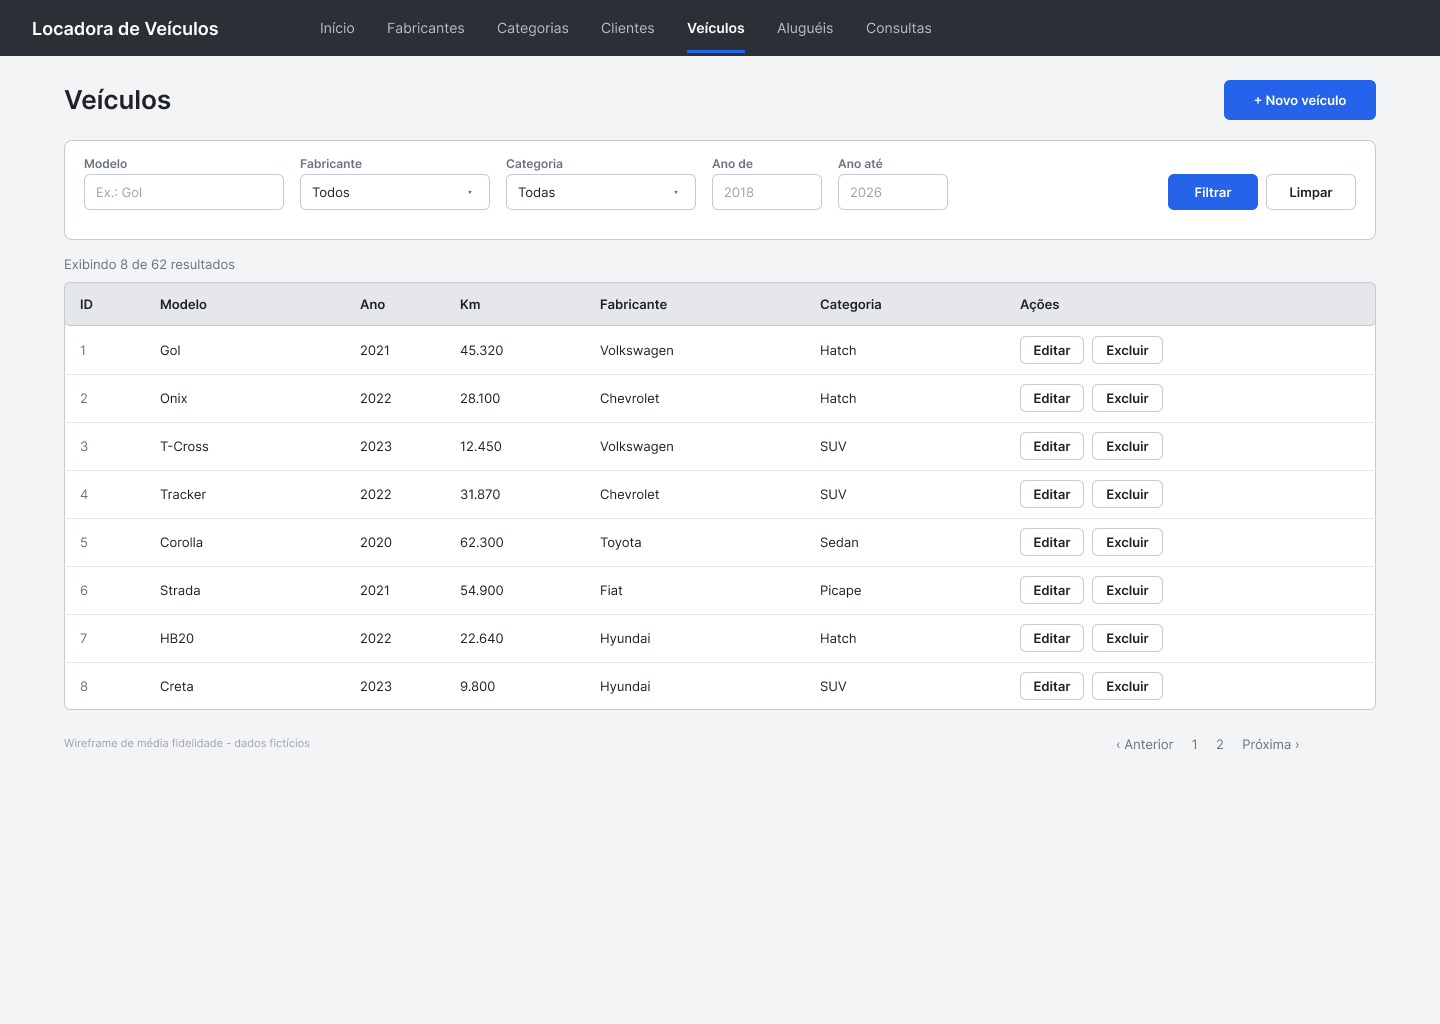 Locadora de Veículos Início Fabricantes Categorias Clientes Veículos Aluguéis Consultas
Veículos + Novo veículo
Modelo Fabricante Categoria Ano de Ano até
Ex.: Gol Todos Todas 2018 2026 Filtrar Limpar
Exibindo 8 de 62 resultados
ID Modelo Ano Km Fabricante Categoria Ações
1 Gol 2021 45.320 Volkswagen Hatch Editar Excluir
2 Onix 2022 28.100 Chevrolet Hatch Editar Excluir
3 T-Cross 2023 12.450 Volkswagen SUV Editar Excluir
4 Tracker 2022 31.870 Chevrolet SUV Editar Excluir
5 Corolla 2020 62.300 Toyota Sedan Editar Excluir
6 Strada 2021 54.900 Fiat Picape Editar Excluir
7 HB20 2022 22.640 Hyundai Hatch Editar Excluir
8 Creta 2023 9.800 Hyundai SUV Editar Excluir
Wireframe de média fidelidade - dados fictícios ‹ Anterior 1 2 Próxima ›